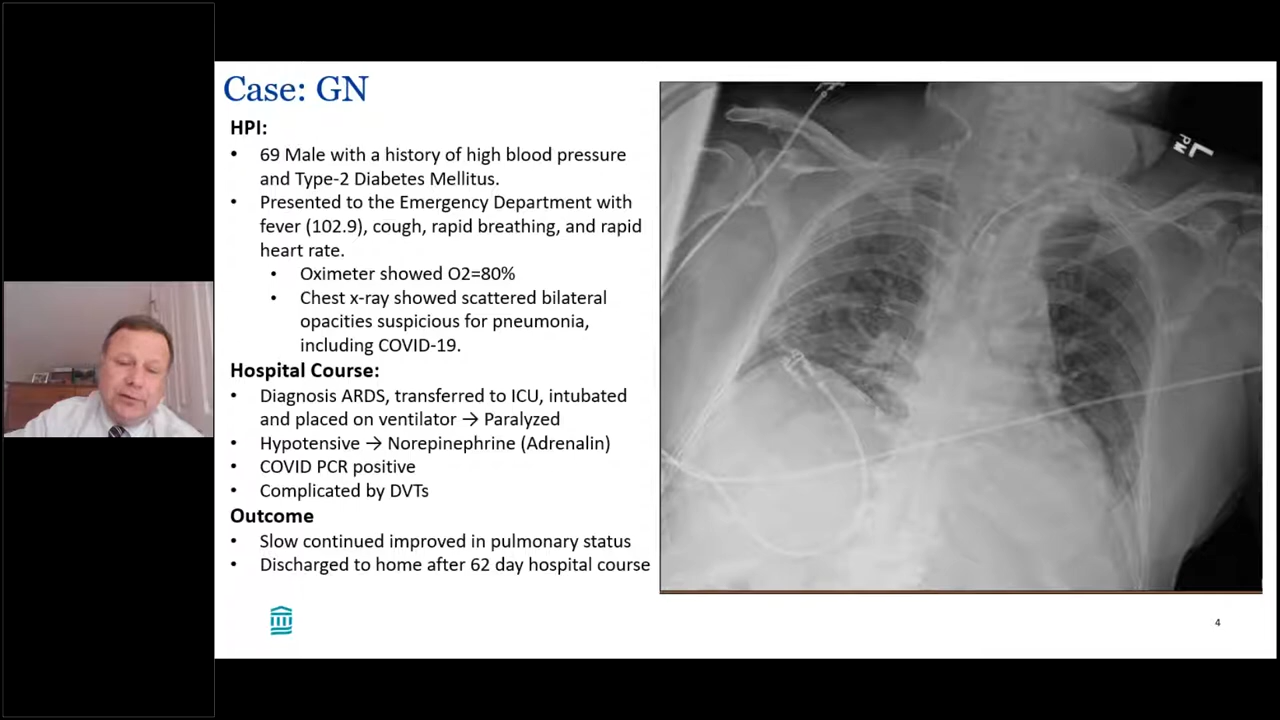 Case: GN
HPI:
• 69 Male with a history of high blood pressure
and Type-2 Diabetes Mellitus.
• Presented to the Emergency Department with
fever (102.9), cough, rapid breathing, and rapid
heart rate.
• Oximeter showed O2=80%
• Chest x-ray showed scattered bilateral
opacities suspicious for pneumonia,
including COVID-19.
Hospital Course:
• Diagnosis ARDS, transferred to ICU, intubated
and placed on ventilator → Paralyzed
• Hypotensive → Norepinephrine (Adrenalin)
• COVID PCR positive
• Complicated by DVTs
Outcome
• Slow continued improved in pulmonary status
• Discharged to home after 62 day hospital course
L
PW
4